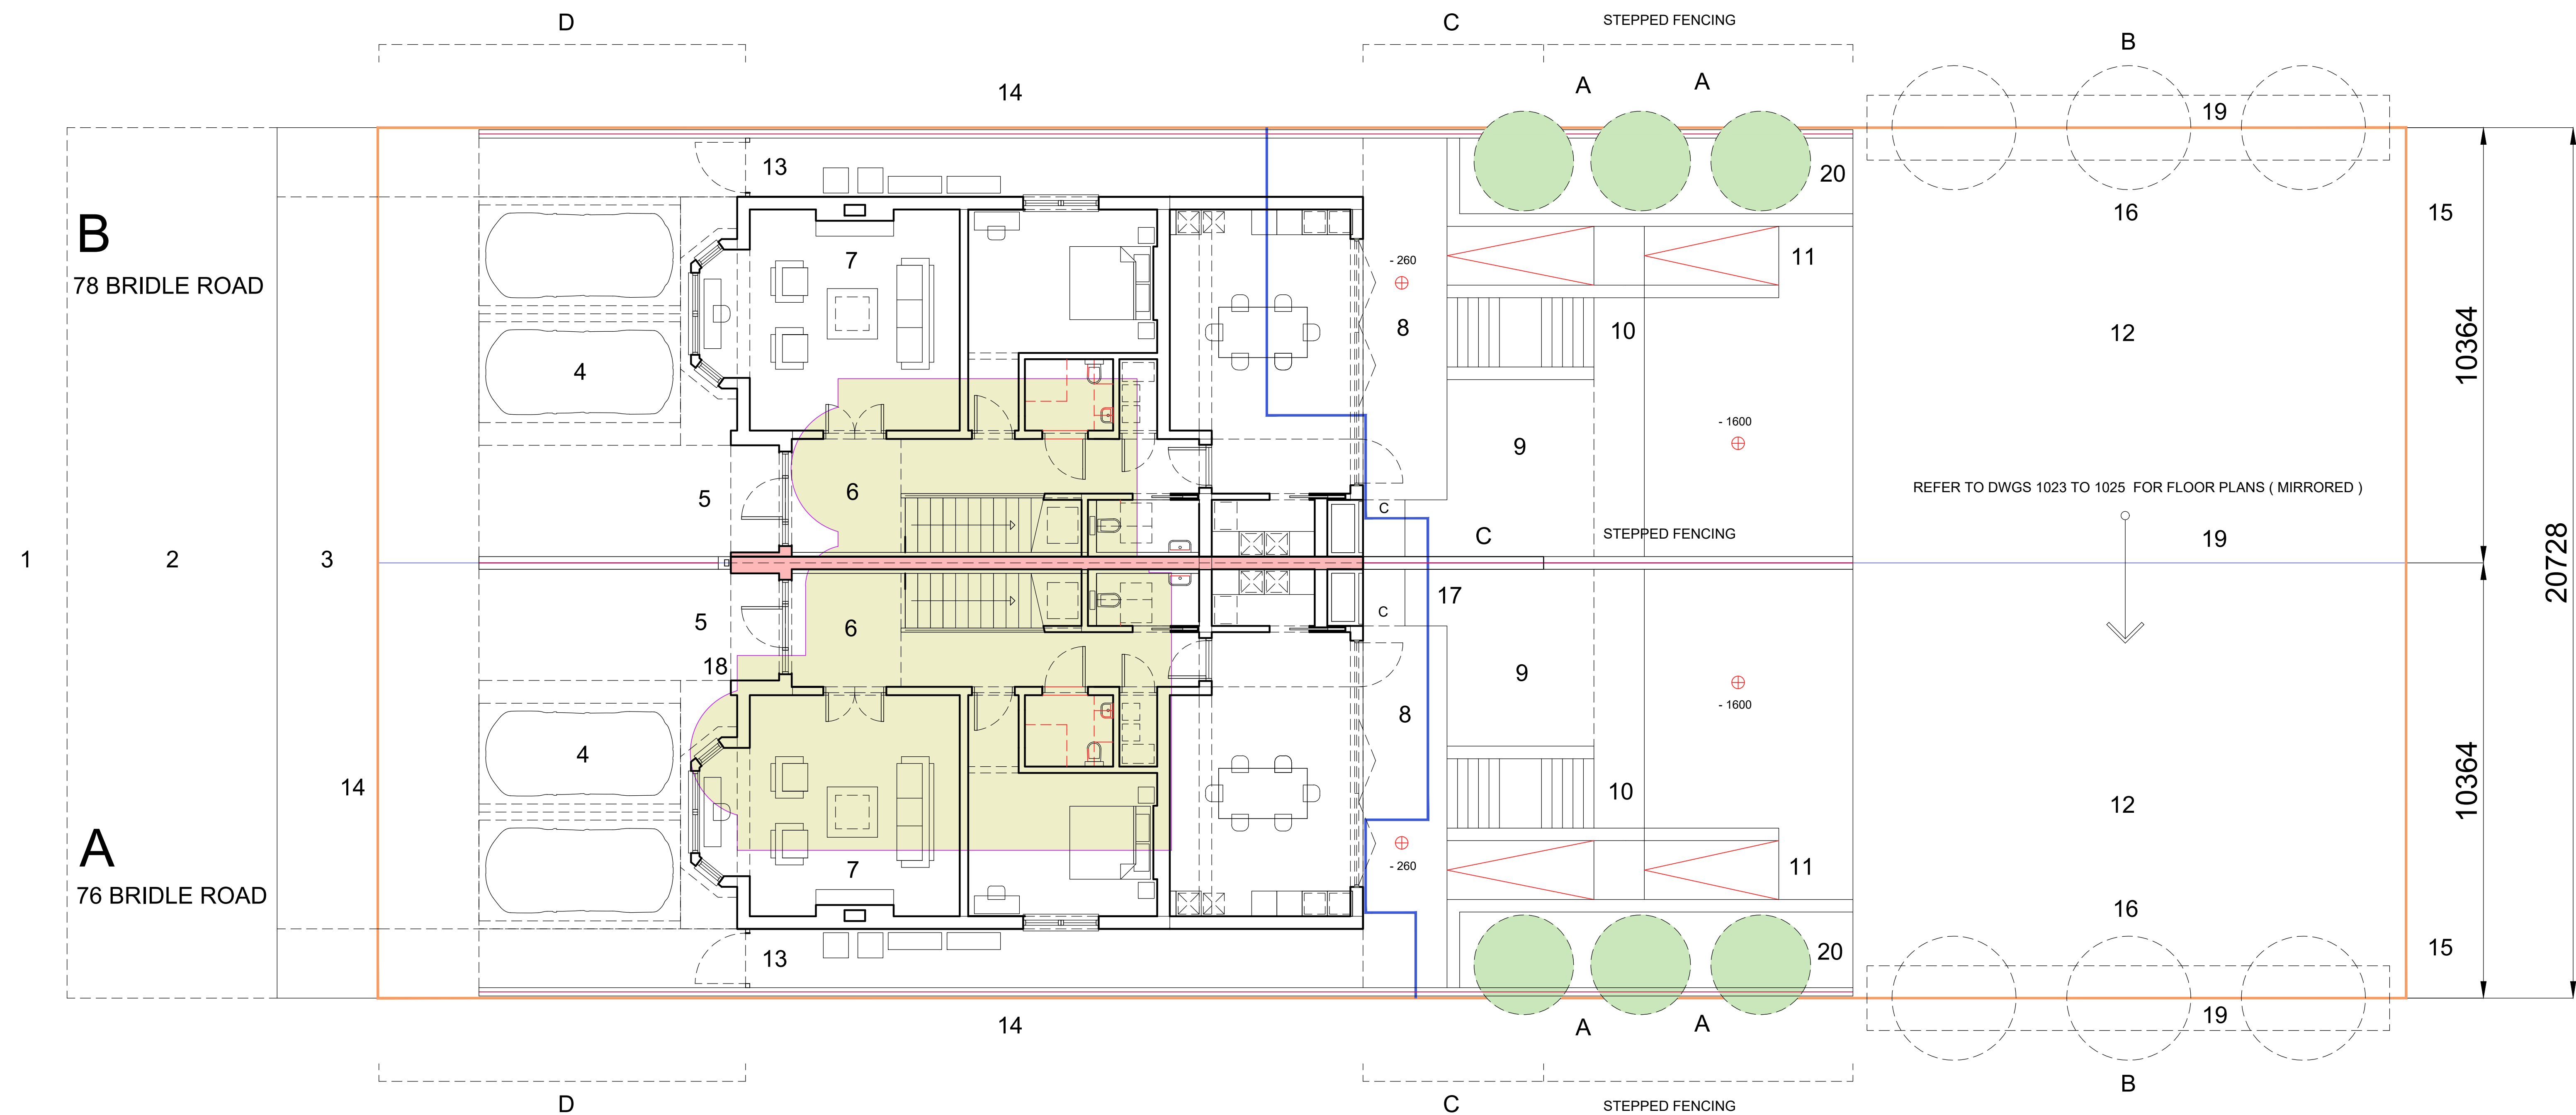 D
C
STEPPED FENCING
B
A
A
14
19
13
20
B
16
15
78 BRIDLE ROAD
7
- 260
11
8
10
12
10364
4
- 1600
9
6
5
REFER TO DWGS 1023 TO 1025 FOR FLOOR PLANS ( MIRRORED )
C
C
STEPPED FENCING
19
1
2
3
20728
17
C
5
6
18
9
- 1600
8
4
14
10
12
10364
A
76 BRIDLE ROAD
7
- 260
11
16
13
20
15
14
A
A
19
D
C
STEPPED FENCING
B